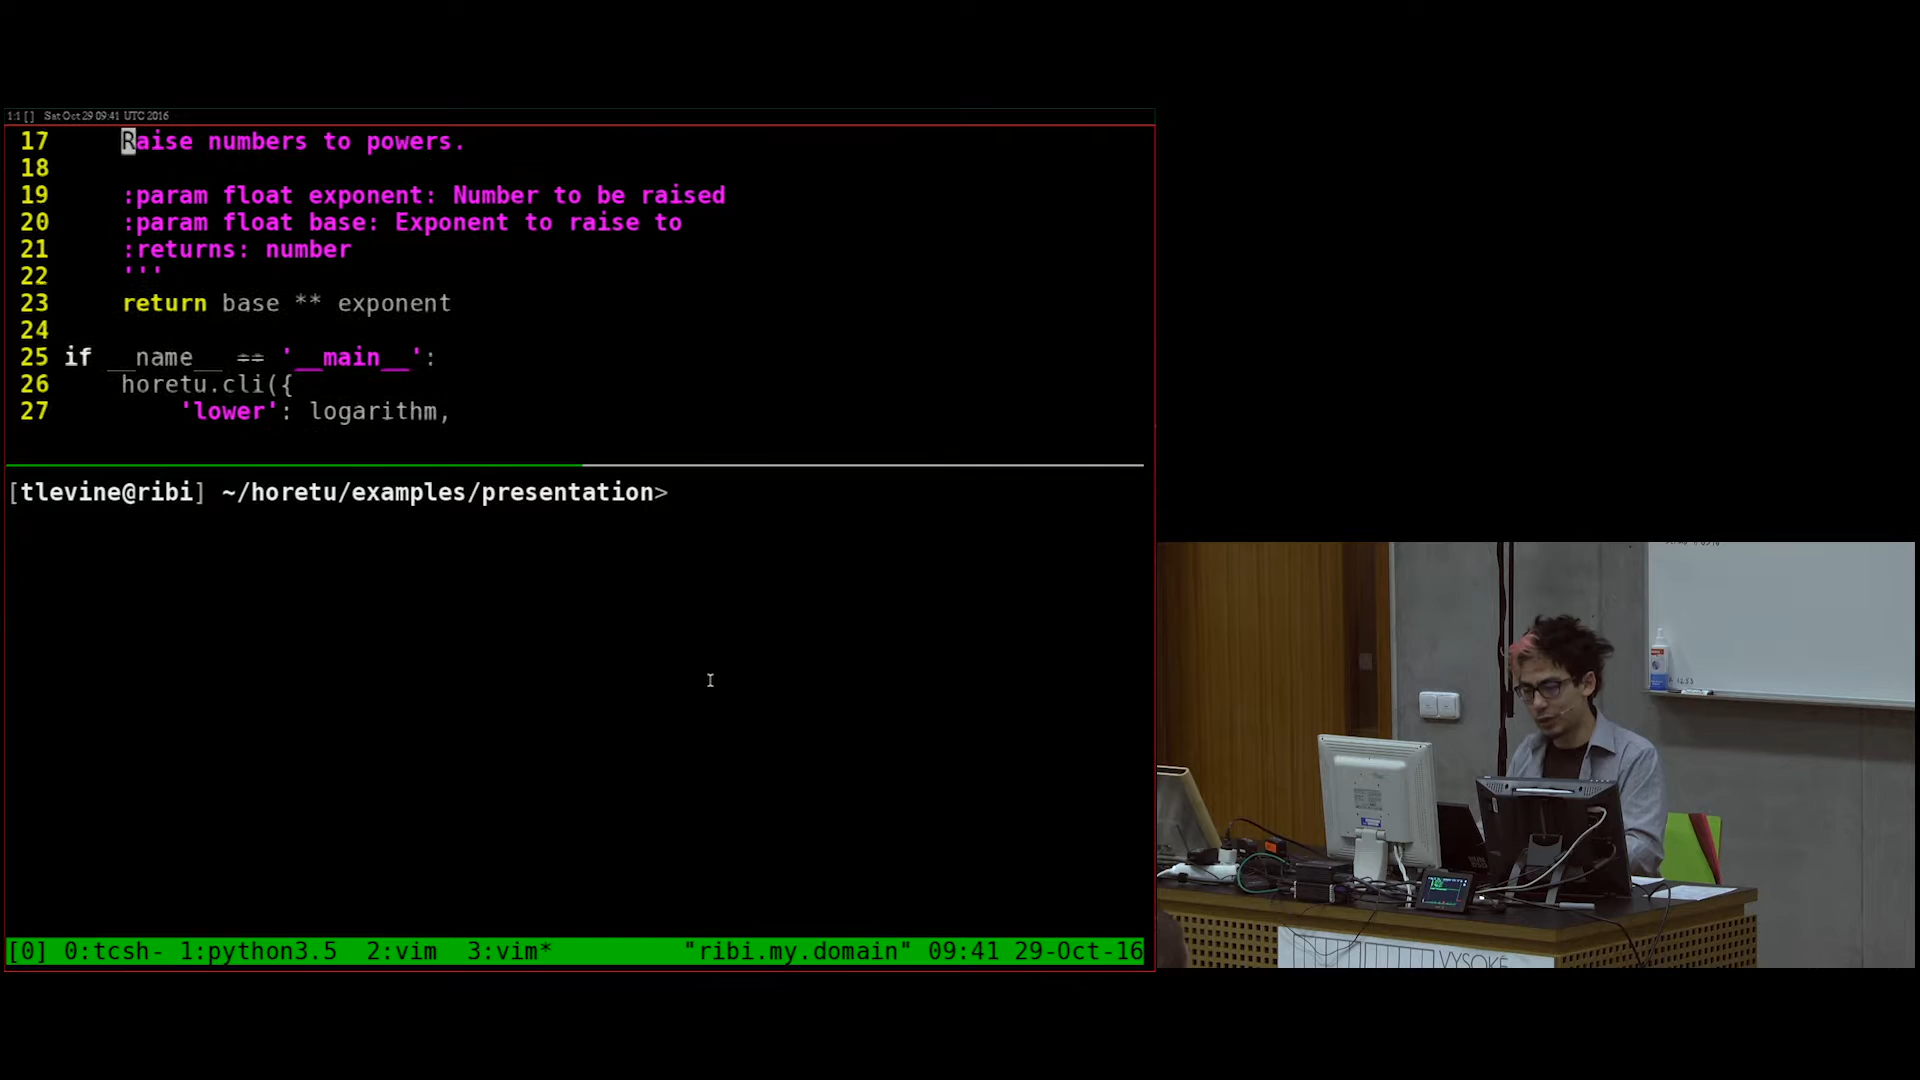 1:1 [ ] Sat Oct 29 09:41 UTC 2016
17 Raise numbers to powers.
18
19 :param float exponent: Number to be raised
20 :param float base: Exponent to raise to
21 :returns: number
22 '''
23 return base ** exponent
24
25 if __name__ == '__main__':
26 horetu.cli({
27 'lower': logarithm,
[tlevine@ribi] ~/horetu/examples/presentation>
[0] 0:tcsh- 1:python3.5 2:vim 3:vim* "ribi.my.domain" 09:41 29-Oct-16
VYSOKÉ